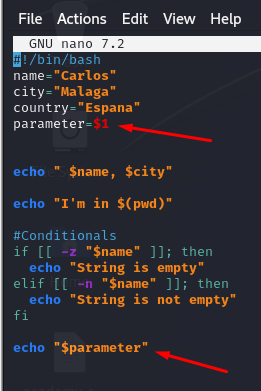 File Actions Edit View Help
GNU nano 7.2
#!/bin/bash
name="Carlos"
city="Malaga"
country="Espana"
parameter=$1
echo " $name, $city"
echo "I'm in $(pwd)"
#Conditionals
if [[ -z "$name" ]]; then
  echo "String is empty"
elif [[ -n "$name" ]]; then
  echo "String is not empty"
fi
echo "$parameter"